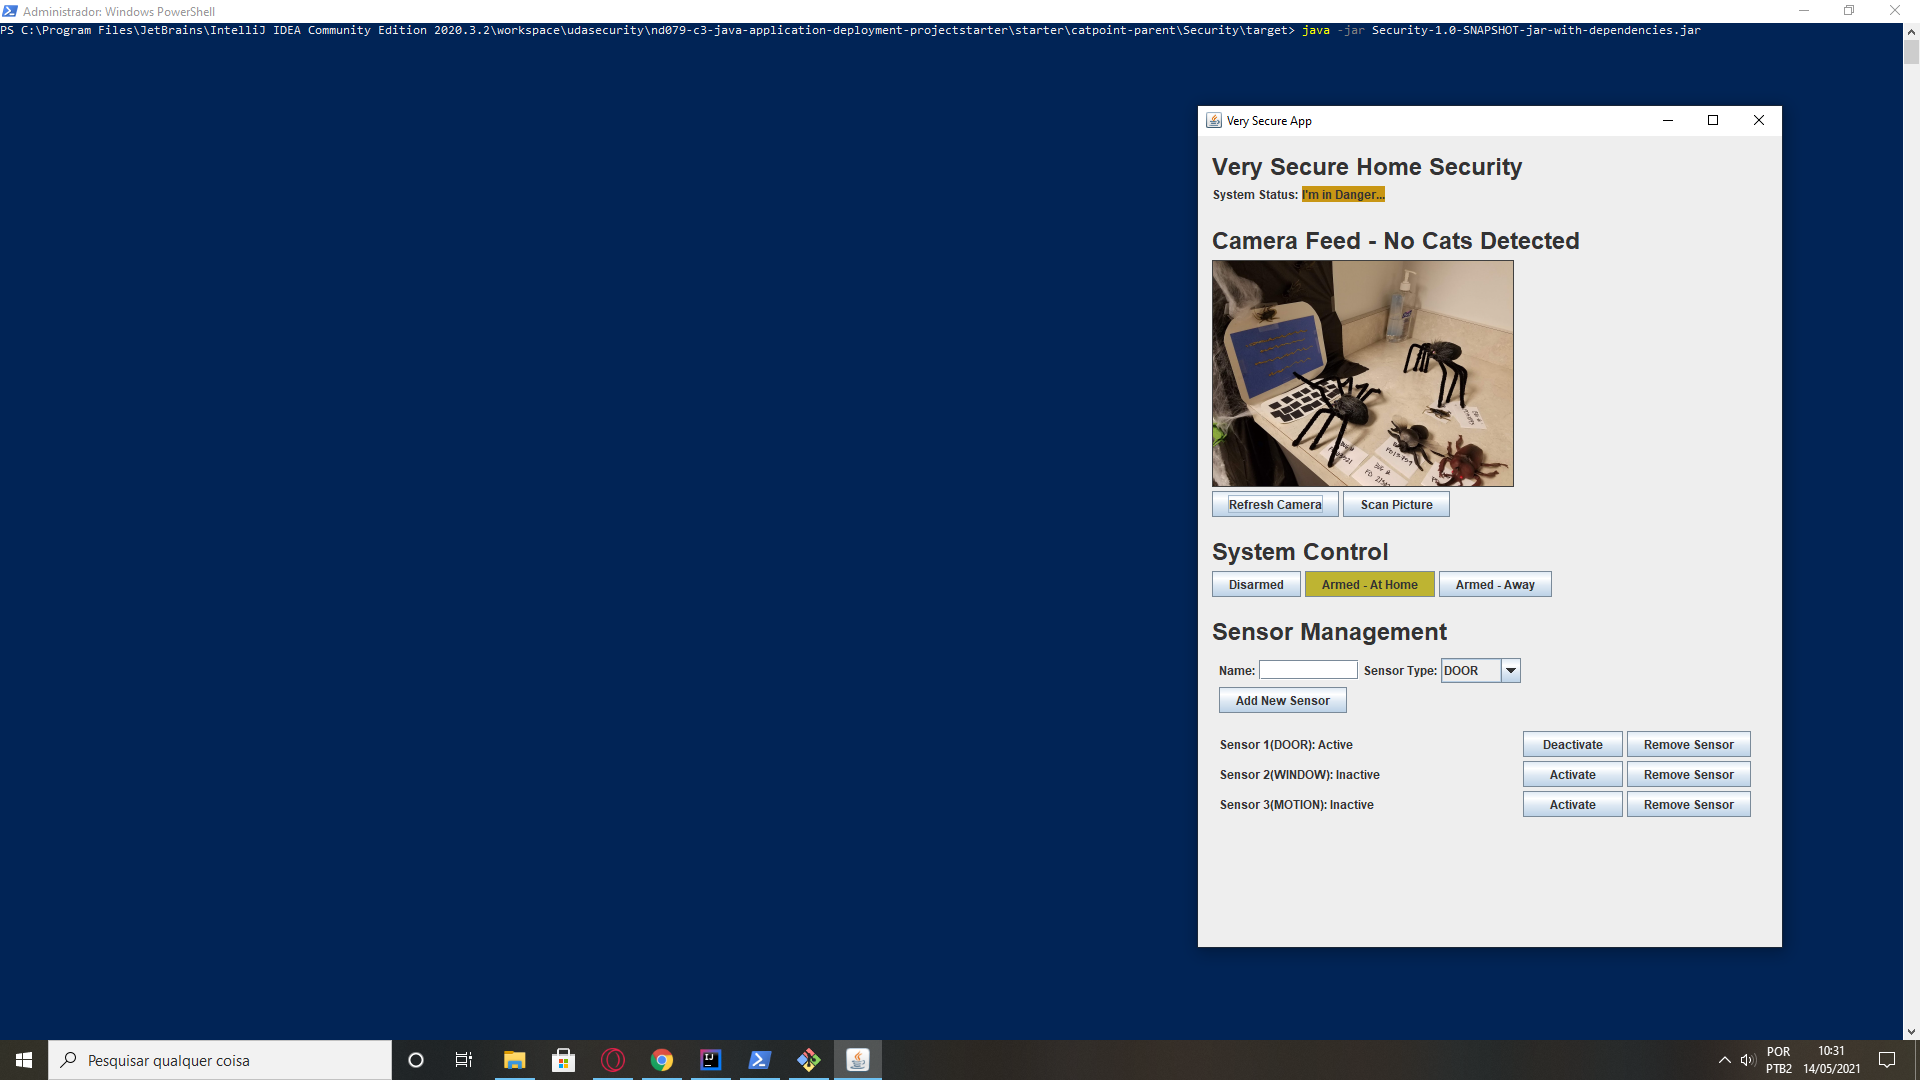 Administrador: Windows PowerShell
PS C:\Program Files\JetBrains\IntelliJ IDEA Community Edition 2020.3.2\workspace\udasecurity\nd079-c3-java-application-deployment-projectstarter\starter\catpoint-parent\Security\target> java -jar Security-1.0-SNAPSHOT-jar-with-dependencies.jar
Very Secure App
Very Secure Home Security
System Status: I'm in Danger...
Camera Feed - No Cats Detected
Refresh Camera Scan Picture
System Control
Disarmed Armed - At Home Armed - Away
Sensor Management
Name: Sensor Type: DOOR
Add New Sensor
Sensor 1(DOOR): Active Deactivate Remove Sensor
Sensor 2(WINDOW): Inactive Activate Remove Sensor
Sensor 3(MOTION): Inactive Activate Remove Sensor
Pesquisar qualquer coisa
POR 10:31
PTB2 14/05/2021